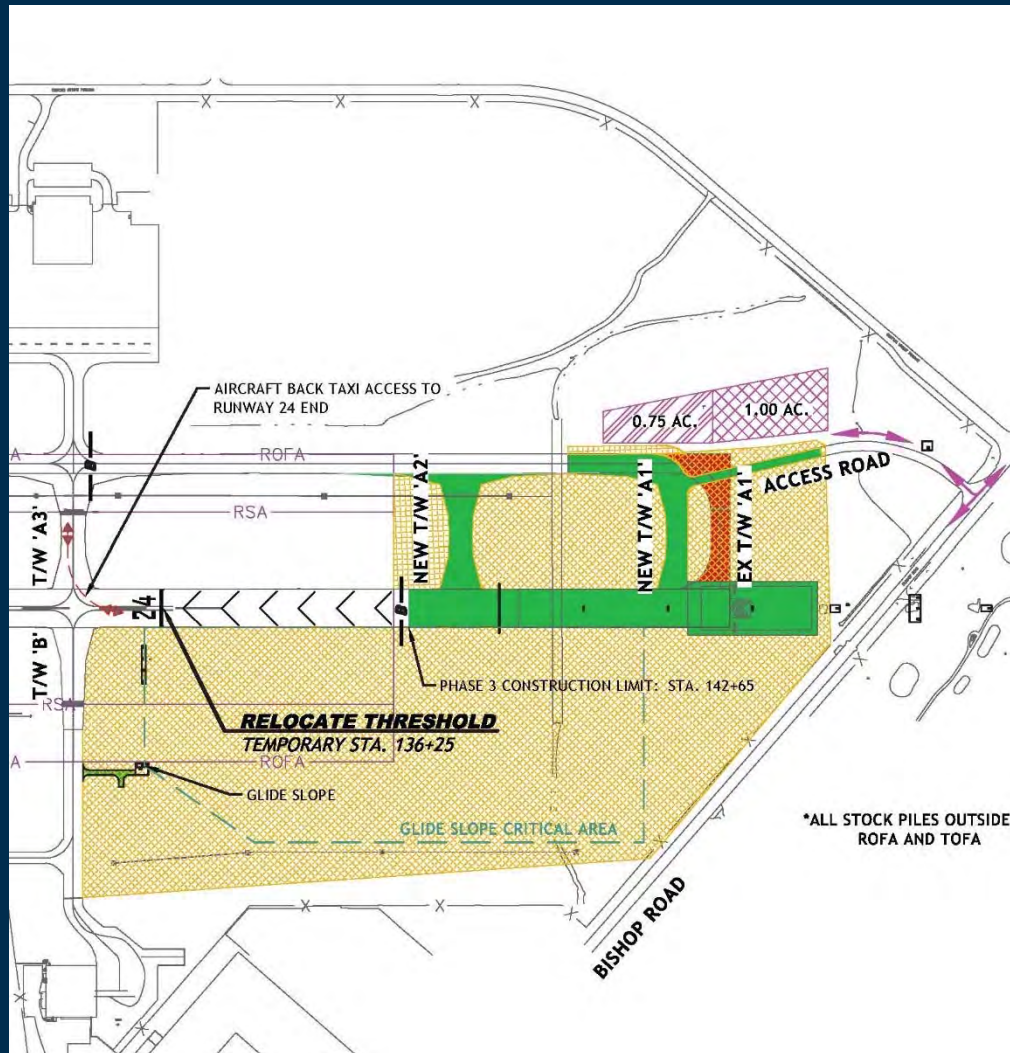 AIRCRAFT BACK TAXI ACCESS TO
RUNWAY 24 END
0.75 AC.
1.00 AC.
ROFA
RSA
A
T/W 'A3'
NEW T/W 'A2'
NEW T/W 'A1'
EX T/W 'A1'
ACCESS ROAD
24
T/W 'B'
PHASE 3 CONSTRUCTION LIMIT: STA. 142+65
RSA
RELOCATE THRESHOLD
TEMPORARY STA. 136+25
A
ROFA
GLIDE SLOPE
GLIDE SLOPE CRITICAL AREA
*ALL STOCK PILES OUTSIDE
ROFA AND TOFA
BISHOP ROAD